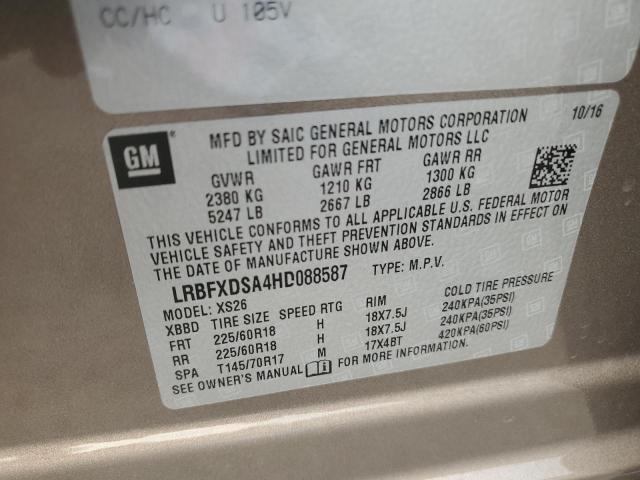 CC/HC U 105V
GM
MFD BY SAIC GENERAL MOTORS CORPORATION 10/16
LIMITED FOR GENERAL MOTORS LLC
GVWR GAWR FRT GAWR RR
2380 KG 1210 KG 1300 KG
5247 LB 2667 LB 2866 LB
THIS VEHICLE CONFORMS TO ALL APPLICABLE U.S. FEDERAL MOTOR
VEHICLE SAFETY AND THEFT PREVENTION STANDARDS IN EFFECT ON
THE DATE OF MANUFACTURE SHOWN ABOVE.
LRBFXDSA4HD088587 TYPE: M.P.V.
MODEL: XS26
XBBD TIRE SIZE SPEED RTG RIM COLD TIRE PRESSURE
FRT 225/60R18 H 18X7.5J 240KPA(35PSI)
RR 225/60R18 H 18X7.5J 240KPA(35PSI)
SPA T145/70R17 M 17X4BT 420KPA(60PSI)
SEE OWNER'S MANUAL FOR MORE INFORMATION.